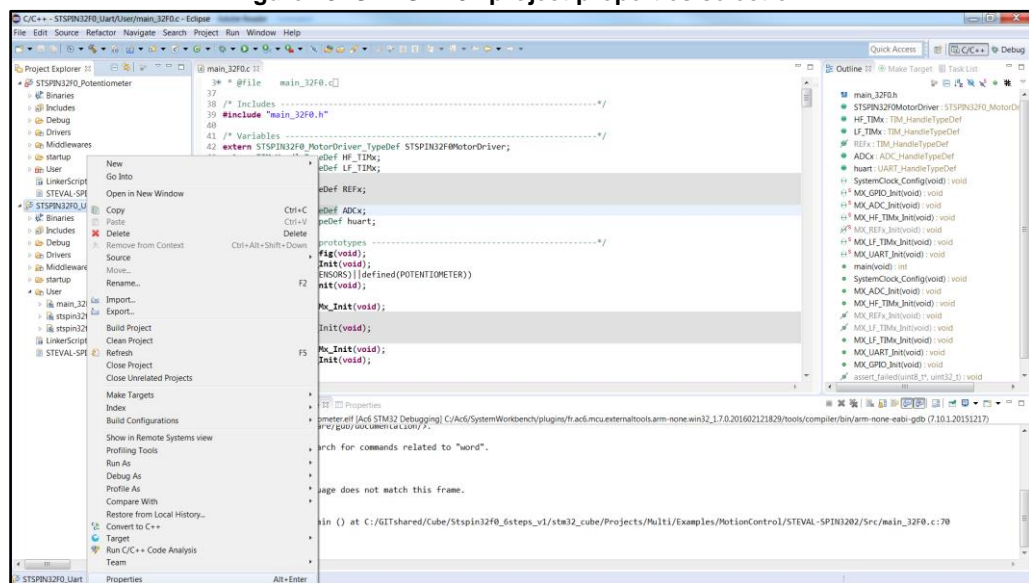 C/C++ - STSPIN32F0_Uart/User/main_32F0.c - Eclipse
File Edit Source Refactor Navigate Search Project Run Window Help
Quick Access
C/C++
Debug
Project Explorer
STSPIN32F0_Potentiometer
Binaries
Includes
Debug
Drivers
Middlewares
startup
User
LinkerScript
STEVAL-SPI
STSPIN32F0_U
Binaries
Includes
Debug
Drivers
Middleware
startup
User
main_32
stspin32
stspin32
LinkerScript
STEVAL-SPI
New
Go Into
Open in New Window
Copy Ctrl+C
Paste Ctrl+V
Delete Delete
Remove from Context Ctrl+Alt+Shift+Down
Source
Move...
Rename... F2
Import...
Export...
Build Project
Clean Project
Refresh F5
Close Project
Close Unrelated Projects
Make Targets
Index
Build Configurations
Show in Remote Systems view
Profiling Tools
Run As
Debug As
Profile As
Compare With
Restore from Local History...
Convert to C++
Target
Run C/C++ Code Analysis
Team
Properties Alt+Enter
main_32F0.c
3 * @file main_32F0.c
37
38 /* Includes ------------------------------------------------------------------*/
39 #include "main_32F0.h"
40
41 /* Variables -----------------------------------------------------------------*/
42 extern STSPIN32F0_MotorDriver_TypeDef STSPIN32F0MotorDriver;
eDef HF_TIMx;
eDef LF_TIMx;
eDef REFx;
eDef ADCx;
peDef huart;
prototypes -----------------------------------------------*/
fig(void);
Init(void);
ENSORS)||defined(POTENTIOMETER))
nit(void);
Mx_Init(void);
Init(void);
Mx_Init(void);
Init(void);
Outline Make Target Task List
main_32F0.h
STSPIN32F0MotorDriver : STSPIN32F0_MotorDr
HF_TIMx : TIM_HandleTypeDef
LF_TIMx : TIM_HandleTypeDef
REFx : TIM_HandleTypeDef
ADCx : ADC_HandleTypeDef
huart : UART_HandleTypeDef
SystemClock_Config(void) : void
MX_GPIO_Init(void) : void
MX_ADC_Init(void) : void
MX_HF_TIMx_Init(void) : void
MX_REFx_Init(void) : void
MX_LF_TIMx_Init(void) : void
MX_UART_Init(void) : void
main(void) : int
SystemClock_Config(void) : void
MX_ADC_Init(void) : void
MX_HF_TIMx_Init(void) : void
MX_REFx_Init(void) : void
MX_LF_TIMx_Init(void) : void
MX_LF_TIMx_Init(void) : void
MX_UART_Init(void) : void
MX_GPIO_Init(void) : void
assert_failed(uint8_t*, uint32_t) : void
Properties
ometer.elf [Ac6 STM32 Debugging] C:/Ac6/SystemWorkbench/plugins/fr.ac6.mcu.externaltools.arm-none.win32_1.7.0.201602121829/tools/compiler/bin/arm-none-eabi-gdb (7.10.1.20151217)
are/gdb/documentation/>.
arch for commands related to "word".
uage does not match this frame.
ain () at C:/GITshared/Cube/Stspin32f0_6steps_v1/stm32_cube/Projects/Multi/Examples/MotionControl/STEVAL-SPIN3202/Src/main_32F0.c:70
STSPIN32F0_Uart